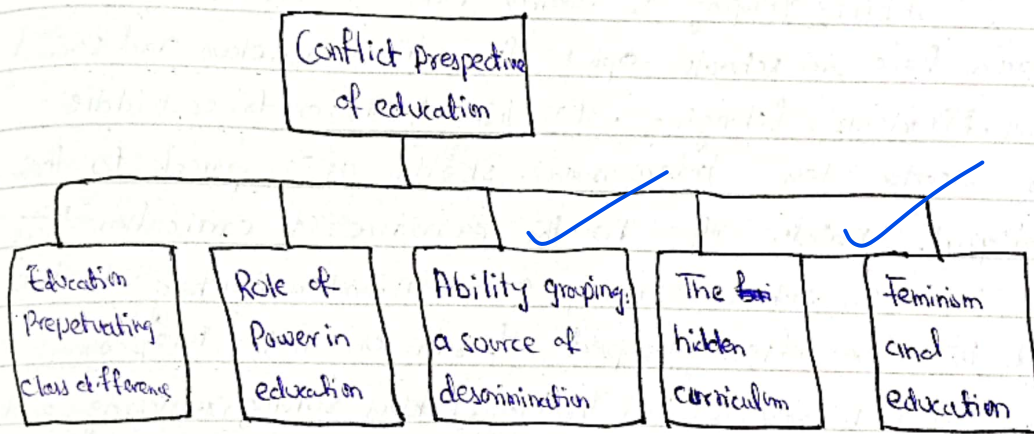 Conflict prespective
of education
Education
Prepetuating
Class difference
Role of
Power in
education
Ability grouping:
a source of
desrimination
The
hidden
curriculum
Feminism
and
education